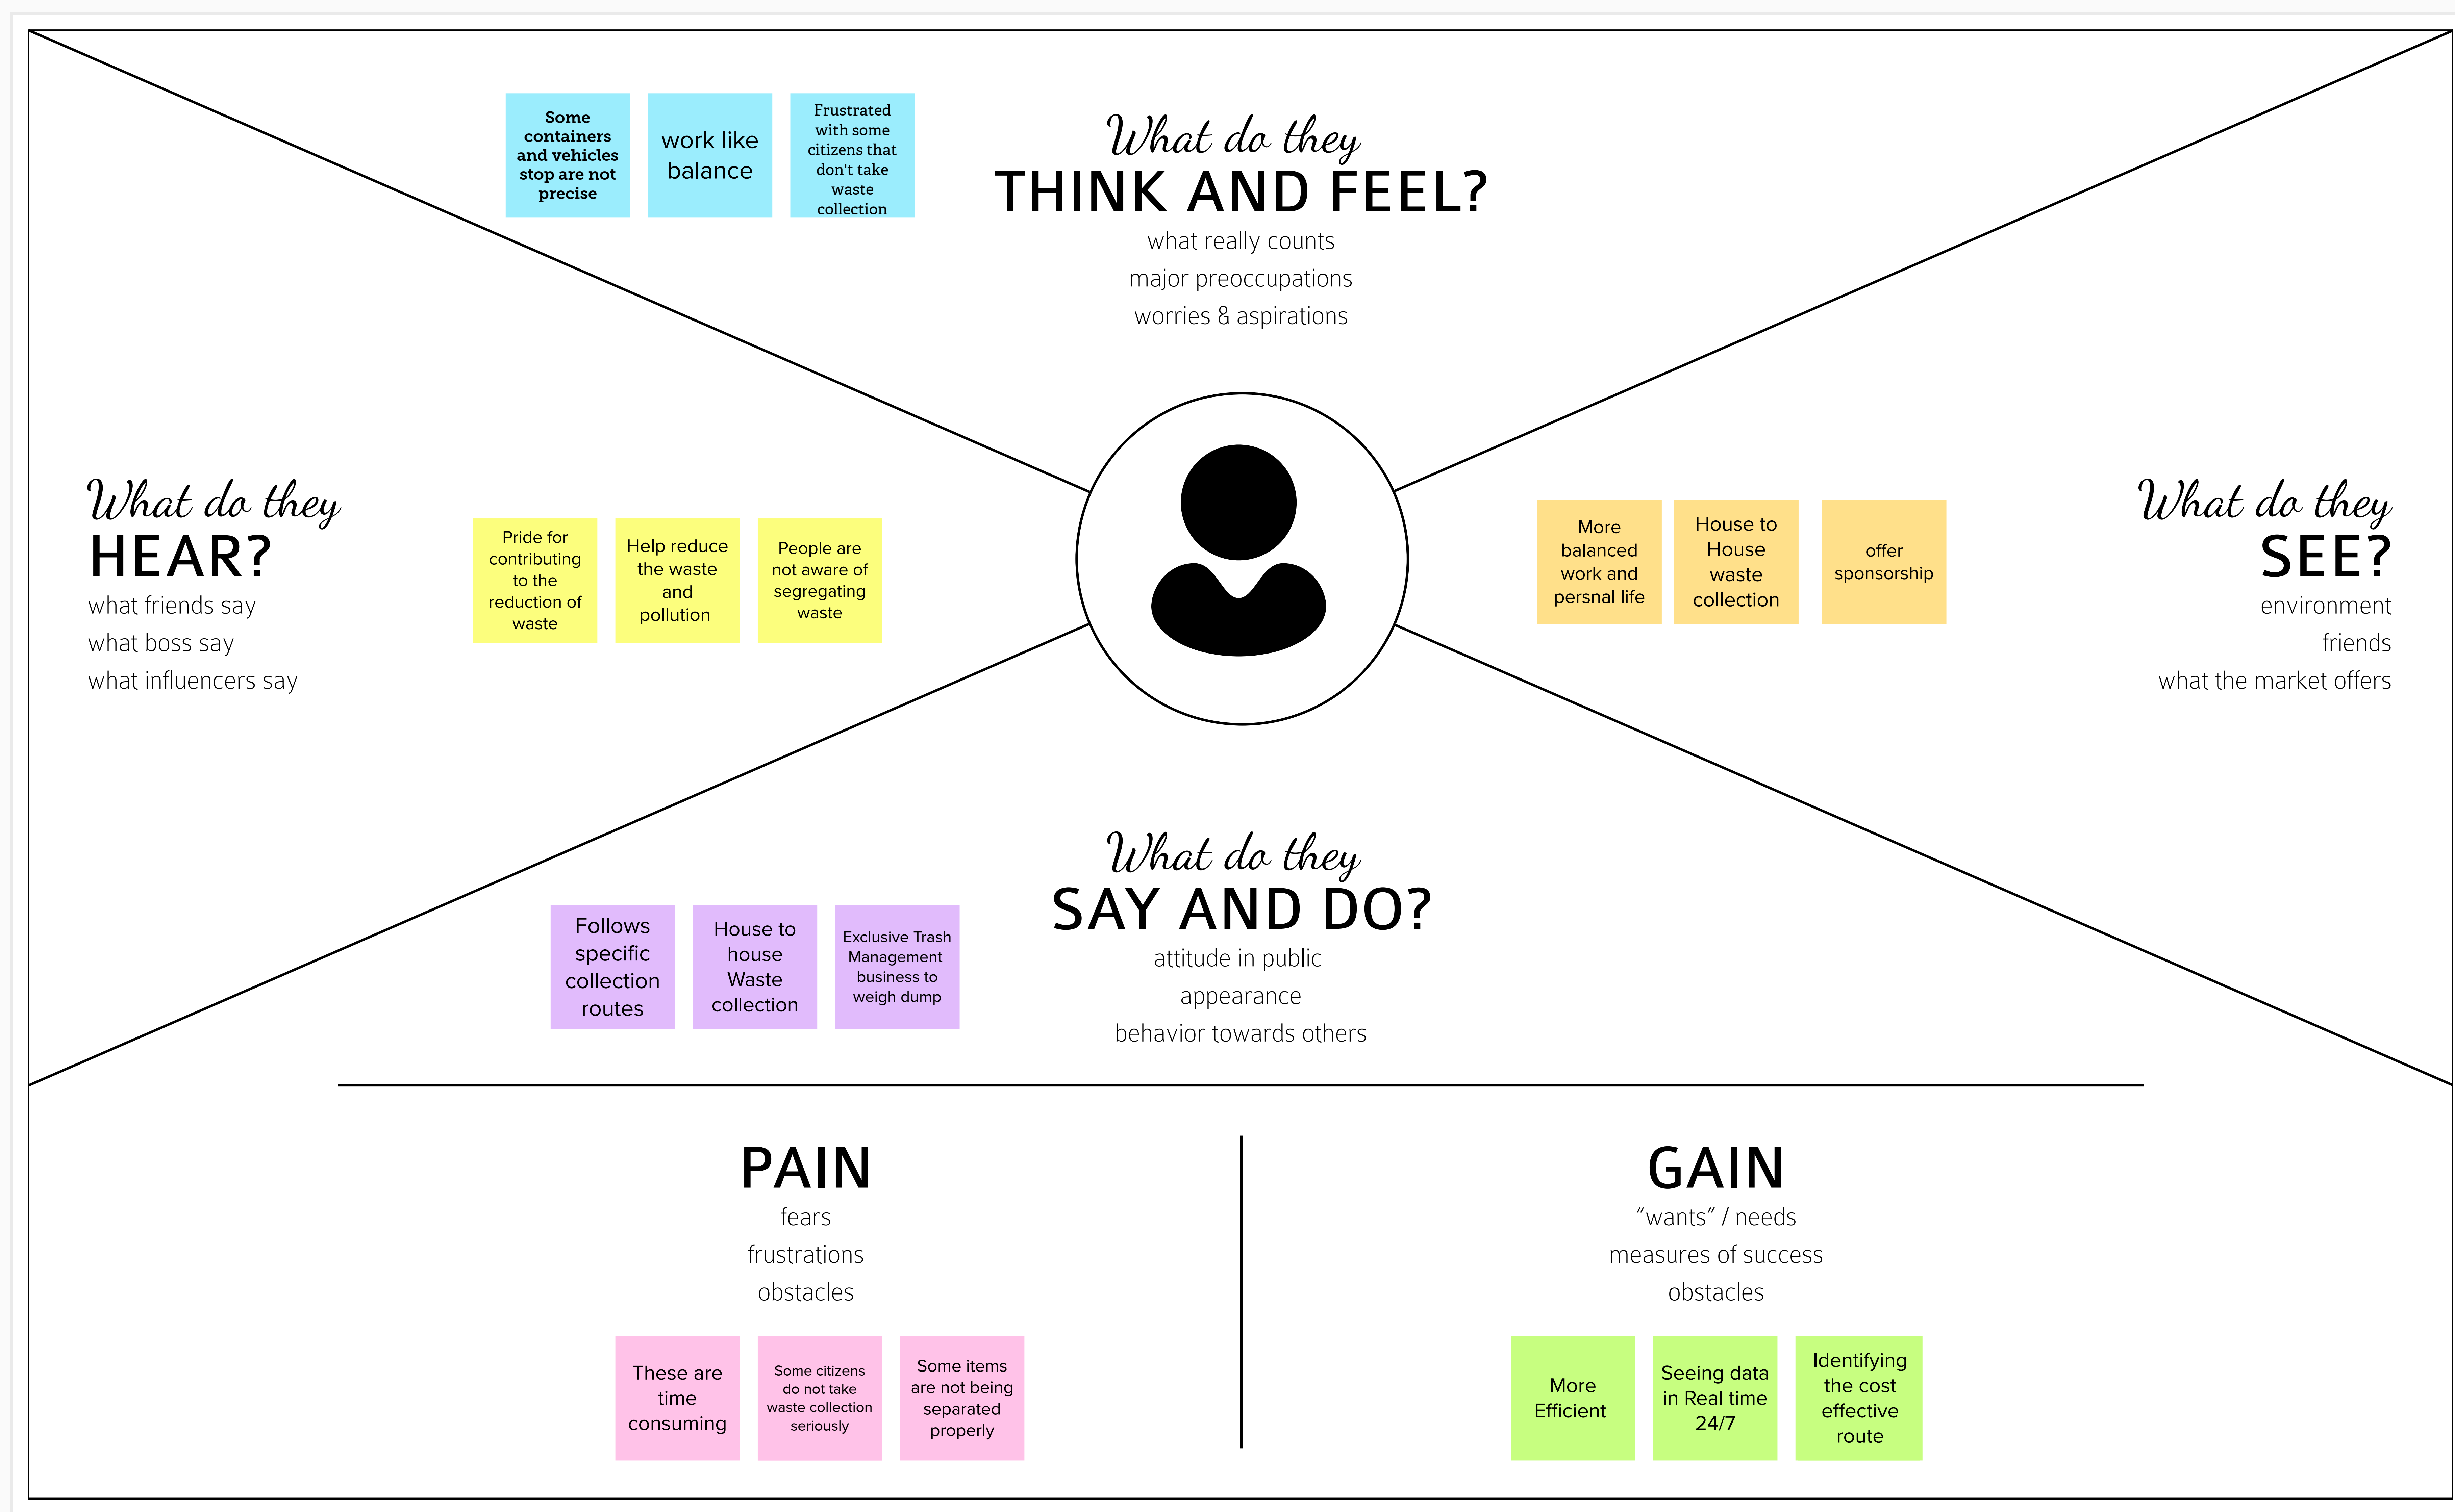 Some
containers
and vehicles
stop are not
precise
work like
balance
Frustrated
with some
citizens that
don't take
waste
collection
What do they
THINK AND FEEL?
what really counts
major preoccupations
worries & aspirations
What do they
HEAR?
what friends say
what boss say
what influencers say
Pride for
contributing
to the
reduction of
waste
Help reduce
the waste
and
pollution
People are
not aware of
segregating
waste
More
balanced
work and
persnal life
House to
House
waste
collection
offer
sponsorship
What do they
SEE?
environment
friends
what the market offers
What do they
SAY AND DO?
attitude in public
appearance
behavior towards others
Follows
specific
collection
routes
House to
house
Waste
collection
Exclusive Trash
Management
business to
weigh dump
PAIN
fears
frustrations
obstacles
These are
time
consuming
Some citizens
do not take
waste collection
seriously
Some items
are not being
separated
properly
GAIN
“wants” / needs
measures of success
obstacles
More
Efficient
Seeing data
in Real time
24/7
Identifying
the cost
effective
route